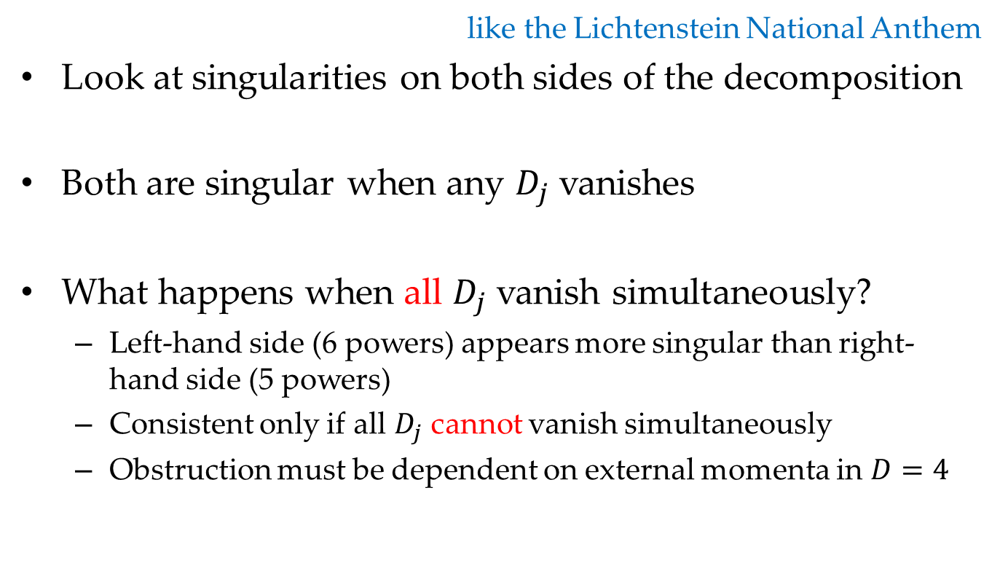 like the Lichtenstein National Anthem
• Look at singularities on both sides of the decomposition
• Both are singular when any D_j vanishes
• What happens when all D_j vanish simultaneously?
– Left-hand side (6 powers) appears more singular than right-
hand side (5 powers)
– Consistent only if all D_j cannot vanish simultaneously
– Obstruction must be dependent on external momenta in D = 4